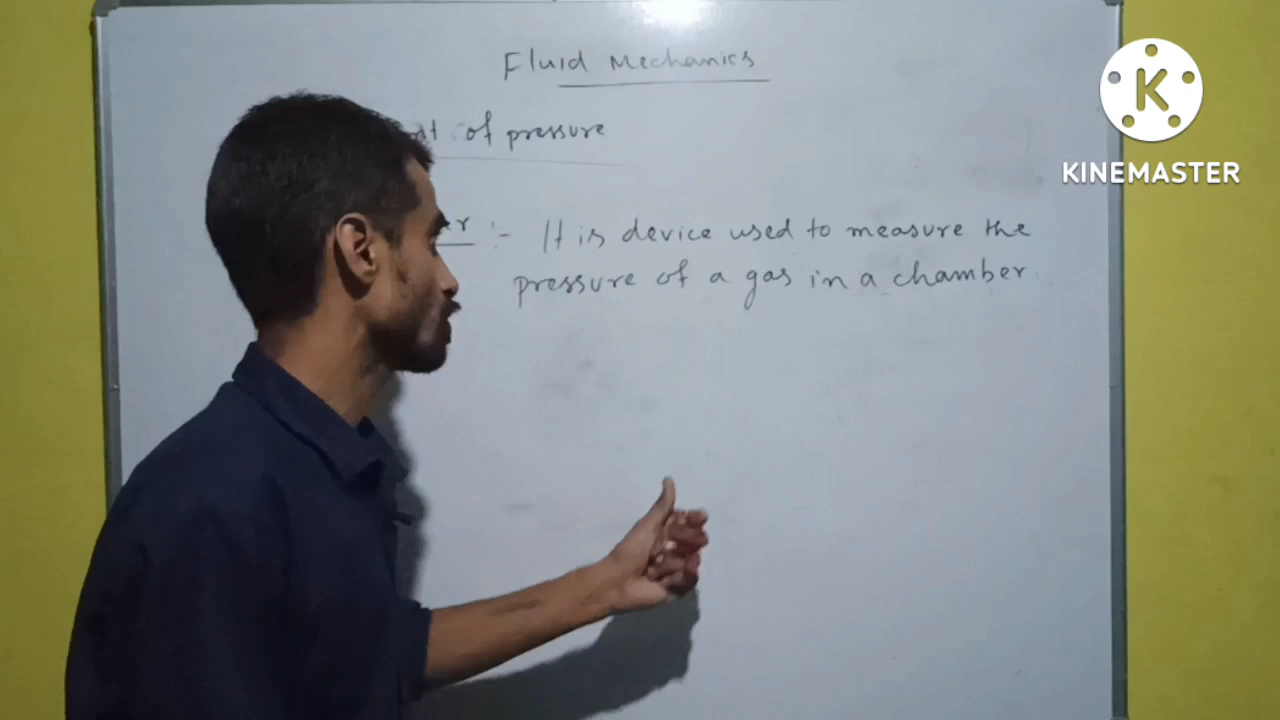 Fluid Mechanics
of pressure
:- It is device used to measure the
pressure of a gas in a chamber.
K
KINEMASTER